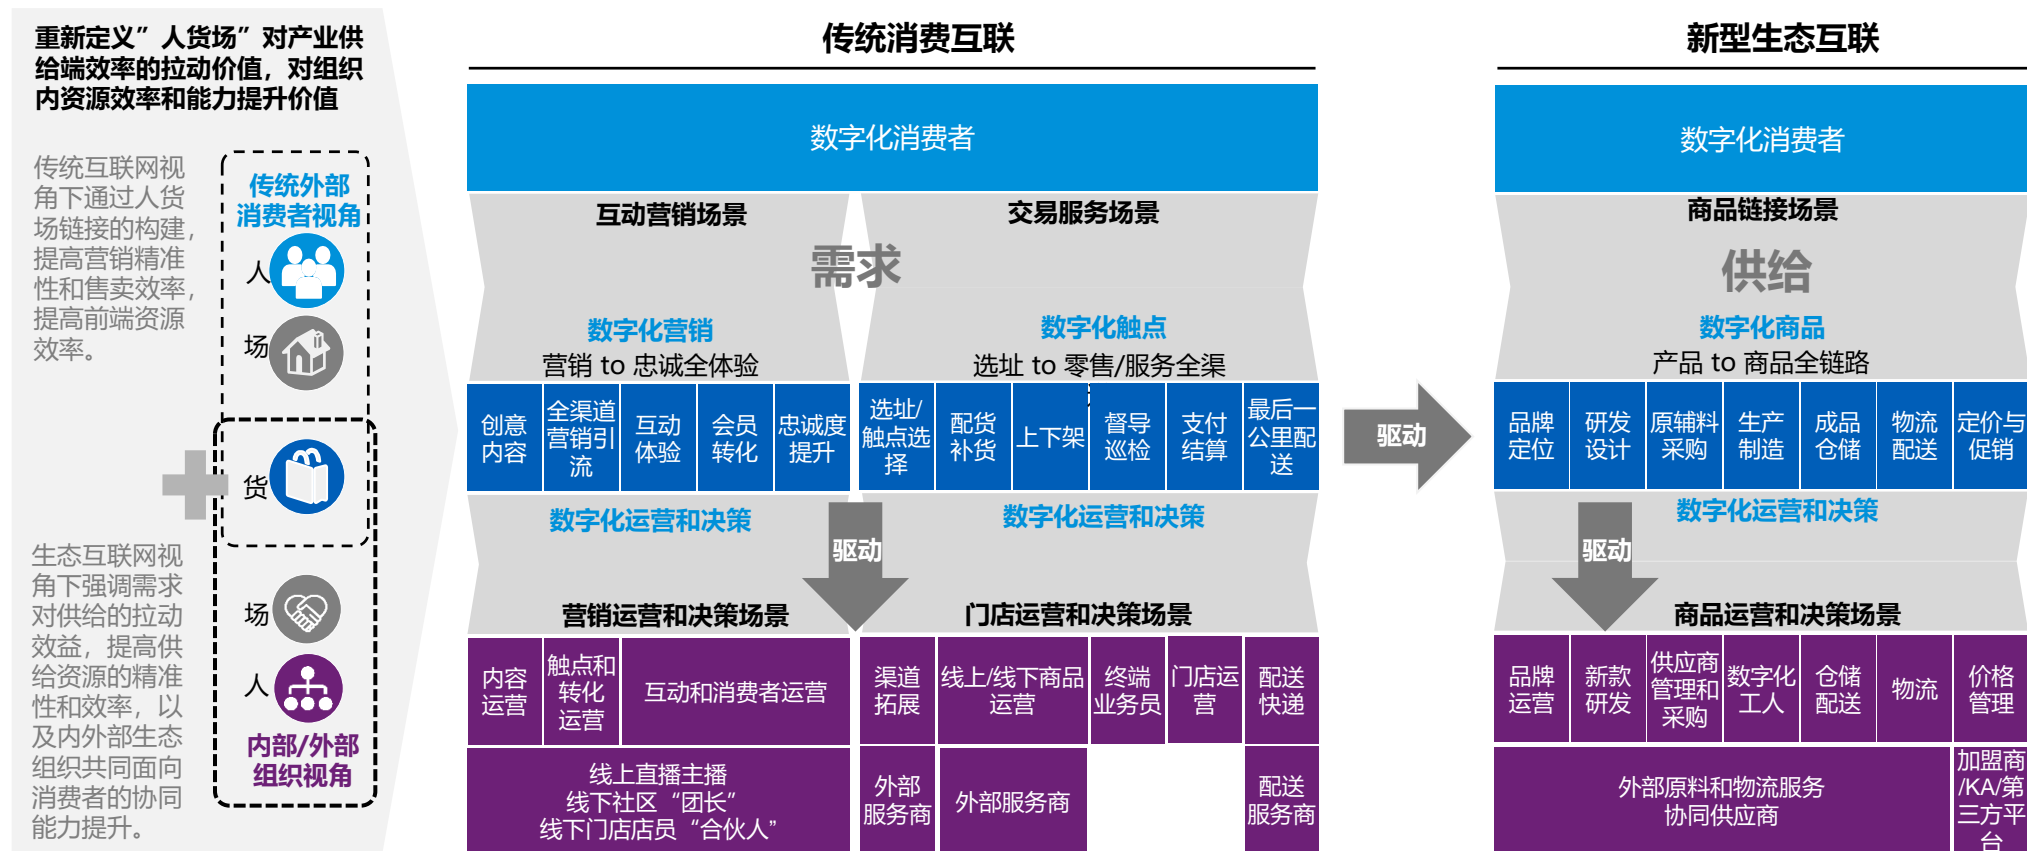 重新定义”人货场”对产业供
给端效率的拉动价值，对组织
内资源效率和能力提升价值
传统互联网视
角下通过人货
场链接的构建，
提高营销精准
性和售卖效率，
提高前端资源
效率。
传统外部
消费者视角
人
场
货
生态互联网视
角下强调需求
对供给的拉动
效益，提高供
给资源的精准
性和效率，以
及内外部生态
组织共同面向
消费者的协同
能力提升。
场
人
内部/外部
组织视角
传统消费互联
数字化消费者
互动营销场景
交易服务场景
需求
数字化营销
营销 to 忠诚全体验
数字化触点
选址 to 零售/服务全渠
创意
内容
全渠道
营销引
流
互动
体验
会员
转化
忠诚度
提升
选址/
触点选
择
配货
补货
上下架
督导
巡检
支付
结算
最后一
公里配
送
数字化运营和决策
数字化运营和决策
驱动
营销运营和决策场景
门店运营和决策场景
内容
运营
触点和
转化
运营
互动和消费者运营
渠道
拓展
线上/线下商品
运营
终端
业务员
门店运
营
配送
快递
线上直播主播
线下社区“团长”
线下门店店员“合伙人”
外部
服务商
外部服务商
配送
服务商
驱动
新型生态互联
数字化消费者
商品链接场景
供给
数字化商品
产品 to 商品全链路
品牌
定位
研发
设计
原辅料
采购
生产
制造
成品
仓储
物流
配送
定价与
促销
数字化运营和决策
驱动
商品运营和决策场景
品牌
运营
新款
研发
供应商
管理和
采购
数字化
工人
仓储
配送
物流
价格
管理
外部原料和物流服务
协同供应商
加盟商
/KA/第
三方平
台